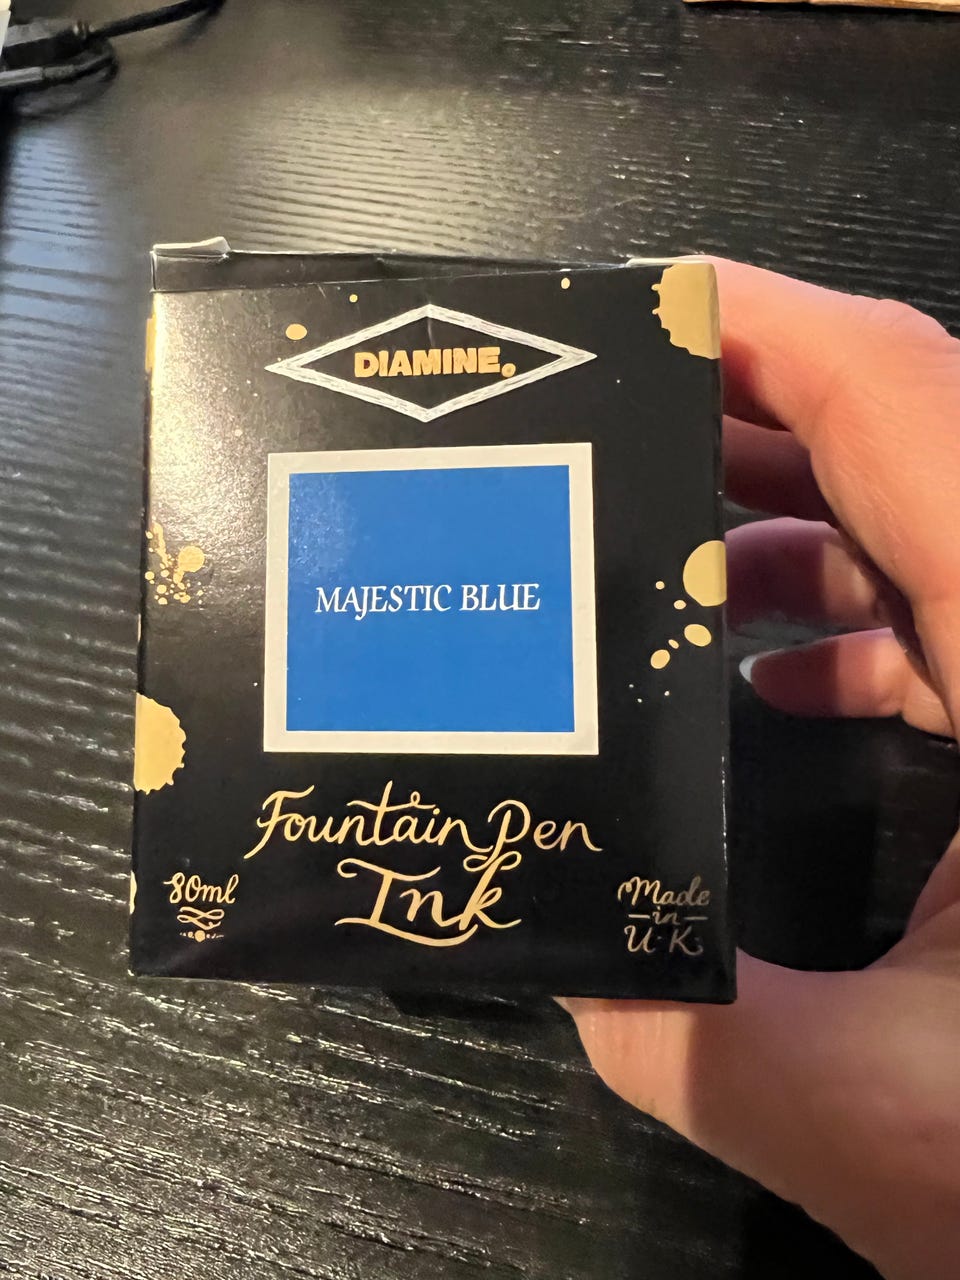 DIAMINE
MAJESTIC BLUE
Fountain Pen
Ink
80ml
Made
in
U.K.